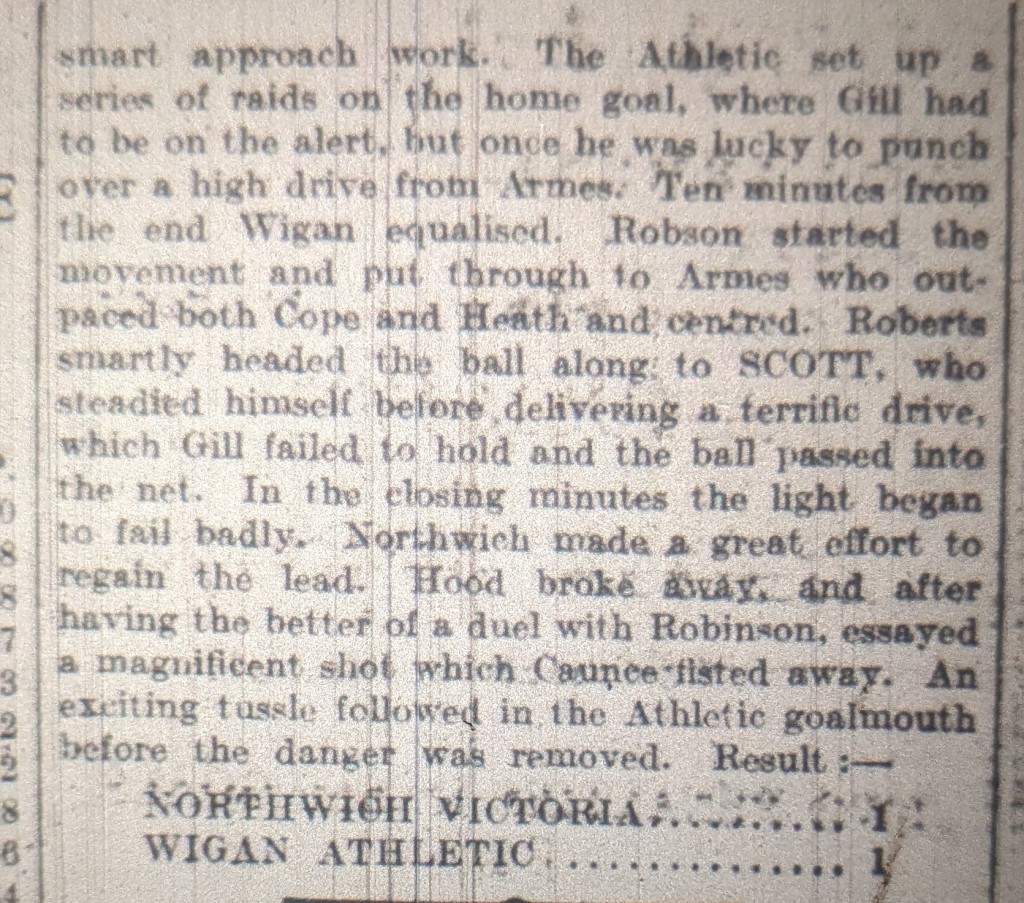 smart approach work. The Athletic set up a
series of raids on the home goal, where Gill had
to be on the alert, but once he was lucky to punch
over a high drive from Armes. Ten minutes from
the end Wigan equalised. Robson started the
movement and put through to Armes who out-
paced both Cope and Heath and centred. Roberts
smartly headed the ball along to SCOTT, who
steadied himself before delivering a terrific drive,
which Gill failed to hold and the ball passed into
the net. In the closing minutes the light began
to fail badly. Northwich made a great effort to
regain the lead. Hood broke away, and after
having the better of a duel with Robinson, essayed
a magnificent shot which Caunce fisted away. An
exciting tussle followed in the Athletic goalmouth
before the danger was removed. Result :—
NORTHWICH VICTORIA.............. 1
WIGAN ATHLETIC................ 1